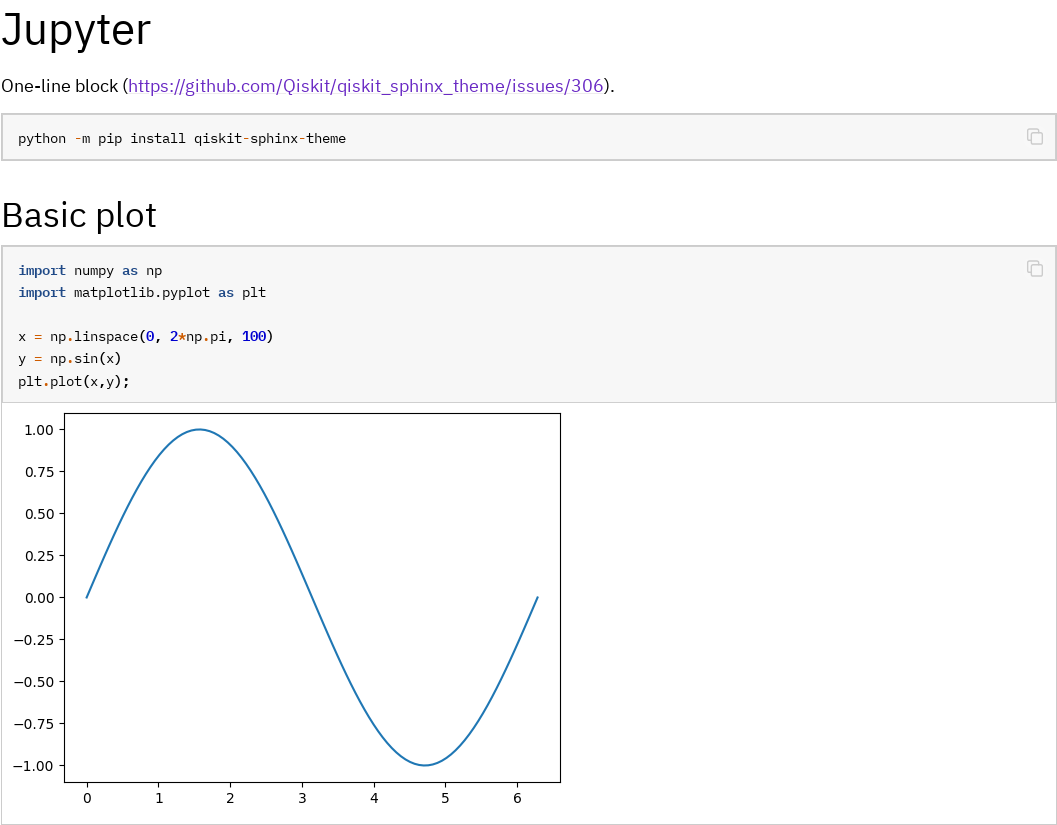 Jupyter
One-line block (https://github.com/Qiskit/qiskit_sphinx_theme/issues/306).
python -m pip install qiskit-sphinx-theme
Basic plot
import numpy as np
import matplotlib.pyplot as plt
x = np.linspace(0, 2*np.pi, 100)
y = np.sin(x)
plt.plot(x,y);
1.00
0.75
0.50
0.25
0.00
−0.25
−0.50
−0.75
−1.00
0 1 2 3 4 5 6